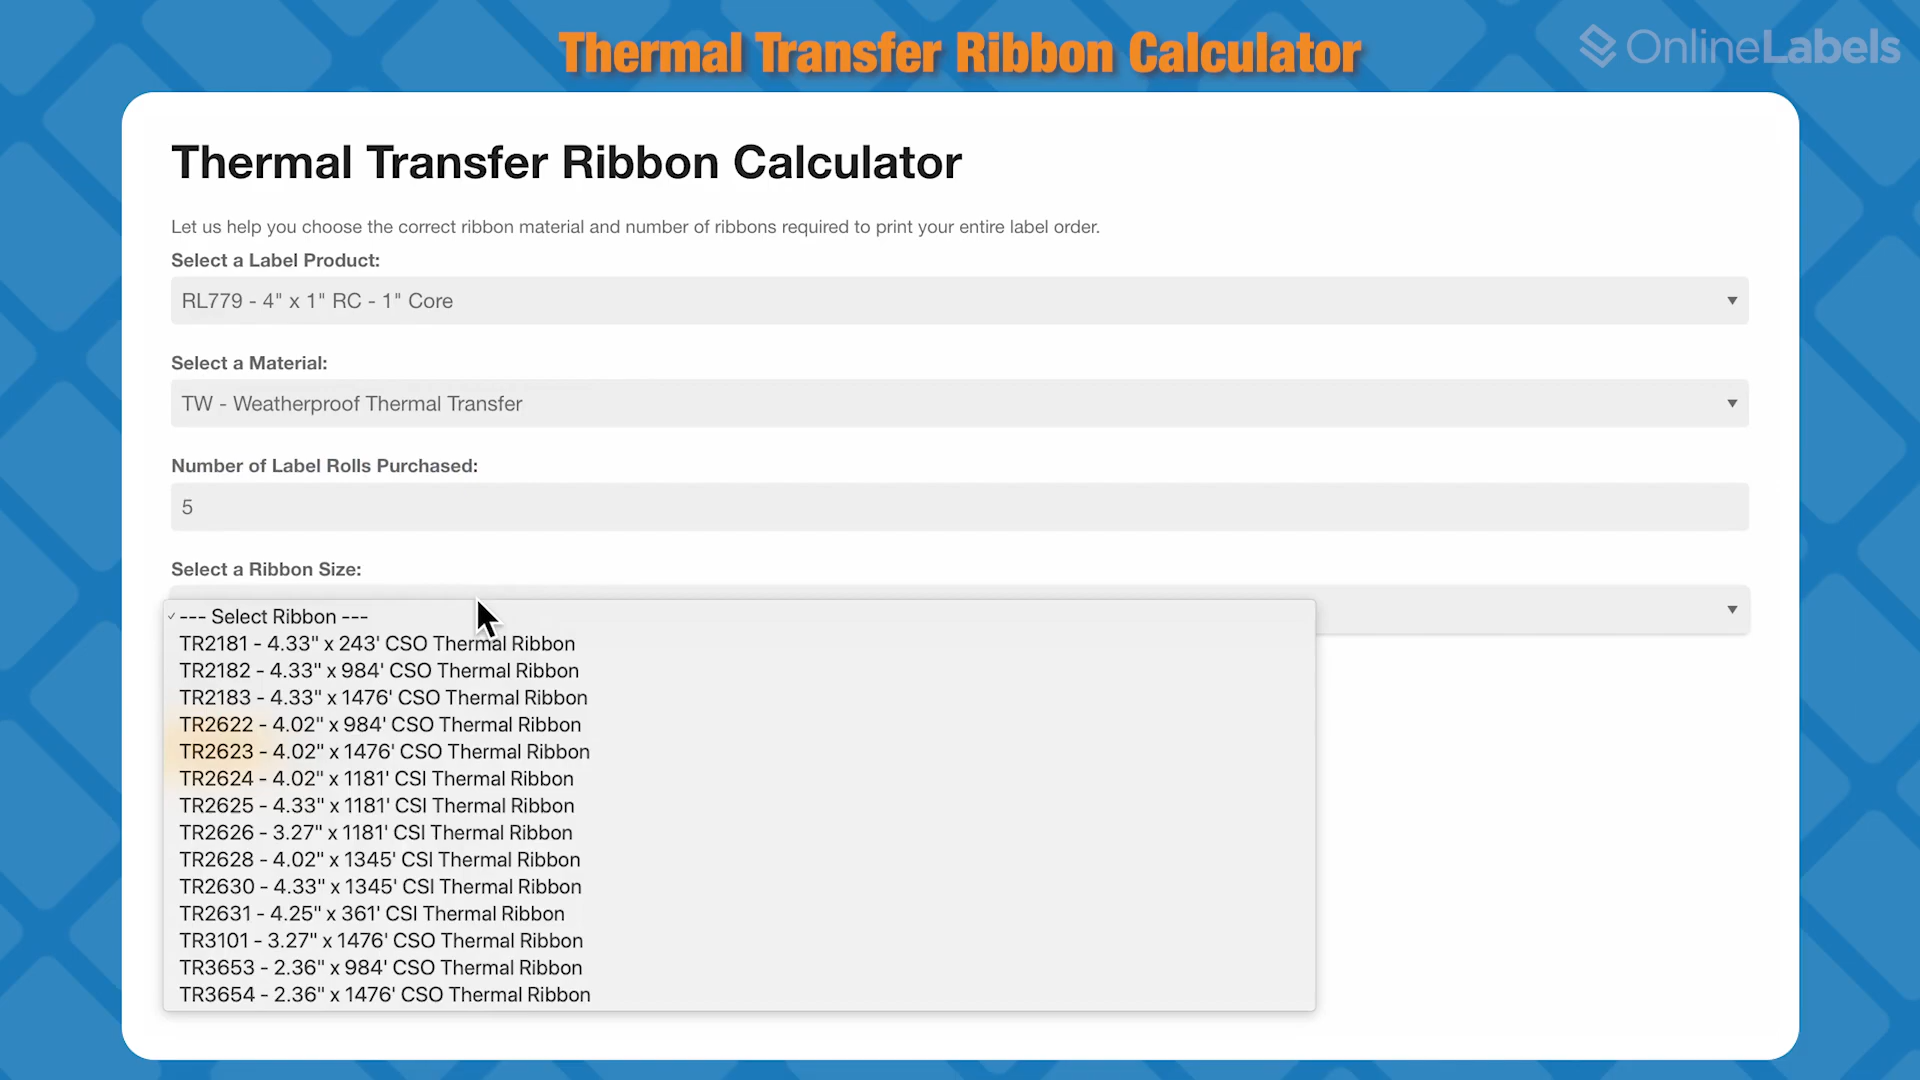 Thermal Transfer Ribbon Calculator
OnlineLabels
Thermal Transfer Ribbon Calculator
Let us help you choose the correct ribbon material and number of ribbons required to print your entire label order.
Select a Label Product:
RL779 - 4" x 1" RC - 1" Core
Select a Material:
TW - Weatherproof Thermal Transfer
Number of Label Rolls Purchased:
5
Select a Ribbon Size:
--- Select Ribbon ---
TR2181 - 4.33" x 243' CSO Thermal Ribbon
TR2182 - 4.33" x 984' CSO Thermal Ribbon
TR2183 - 4.33" x 1476' CSO Thermal Ribbon
TR2622 - 4.02" x 984' CSO Thermal Ribbon
TR2623 - 4.02" x 1476' CSO Thermal Ribbon
TR2624 - 4.02" x 1181' CSI Thermal Ribbon
TR2625 - 4.33" x 1181' CSI Thermal Ribbon
TR2626 - 3.27" x 1181' CSI Thermal Ribbon
TR2628 - 4.02" x 1345' CSI Thermal Ribbon
TR2630 - 4.33" x 1345' CSI Thermal Ribbon
TR2631 - 4.25" x 361' CSI Thermal Ribbon
TR3101 - 3.27" x 1476' CSO Thermal Ribbon
TR3653 - 2.36" x 984' CSO Thermal Ribbon
TR3654 - 2.36" x 1476' CSO Thermal Ribbon